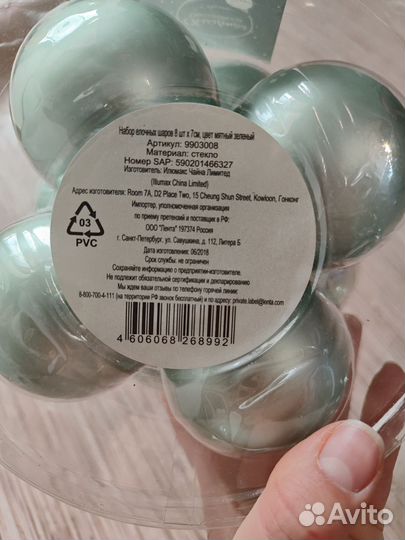 Набор елочных шаров 8 шт х 7см, цвет мятный зеленый
Артикул: 9903008
Материал: стекло
Номер SAP: 590201466327
Изготовитель: Илюмакс Чайна Лимитед
(Illumax China Limited)
Адрес изготовителя: Room 7A, D2 Place Two, 15 Cheung Shun Street, Kowloon, Гонконг
Импортер, уполномоченная организация
по приему претензий и поставщик в РФ:
ООО "Лента" 197374 Россия
г. Санкт-Петербург, ул. Савушкина, д. 112, Литера Б
Дата изготовления: 06/2018
Срок службы: не ограничен
Сохраняйте информацию о предприятии-изготовителе.
Не подлежит обязательной сертификации и декларированию
Мы ждем ваши отзывы по телефону горячей линии:
8-800-700-4-111 (на территории РФ звонок бесплатный) и по адресу: private.label@lenta.com
03
PVC
4 606068 268992
Avito